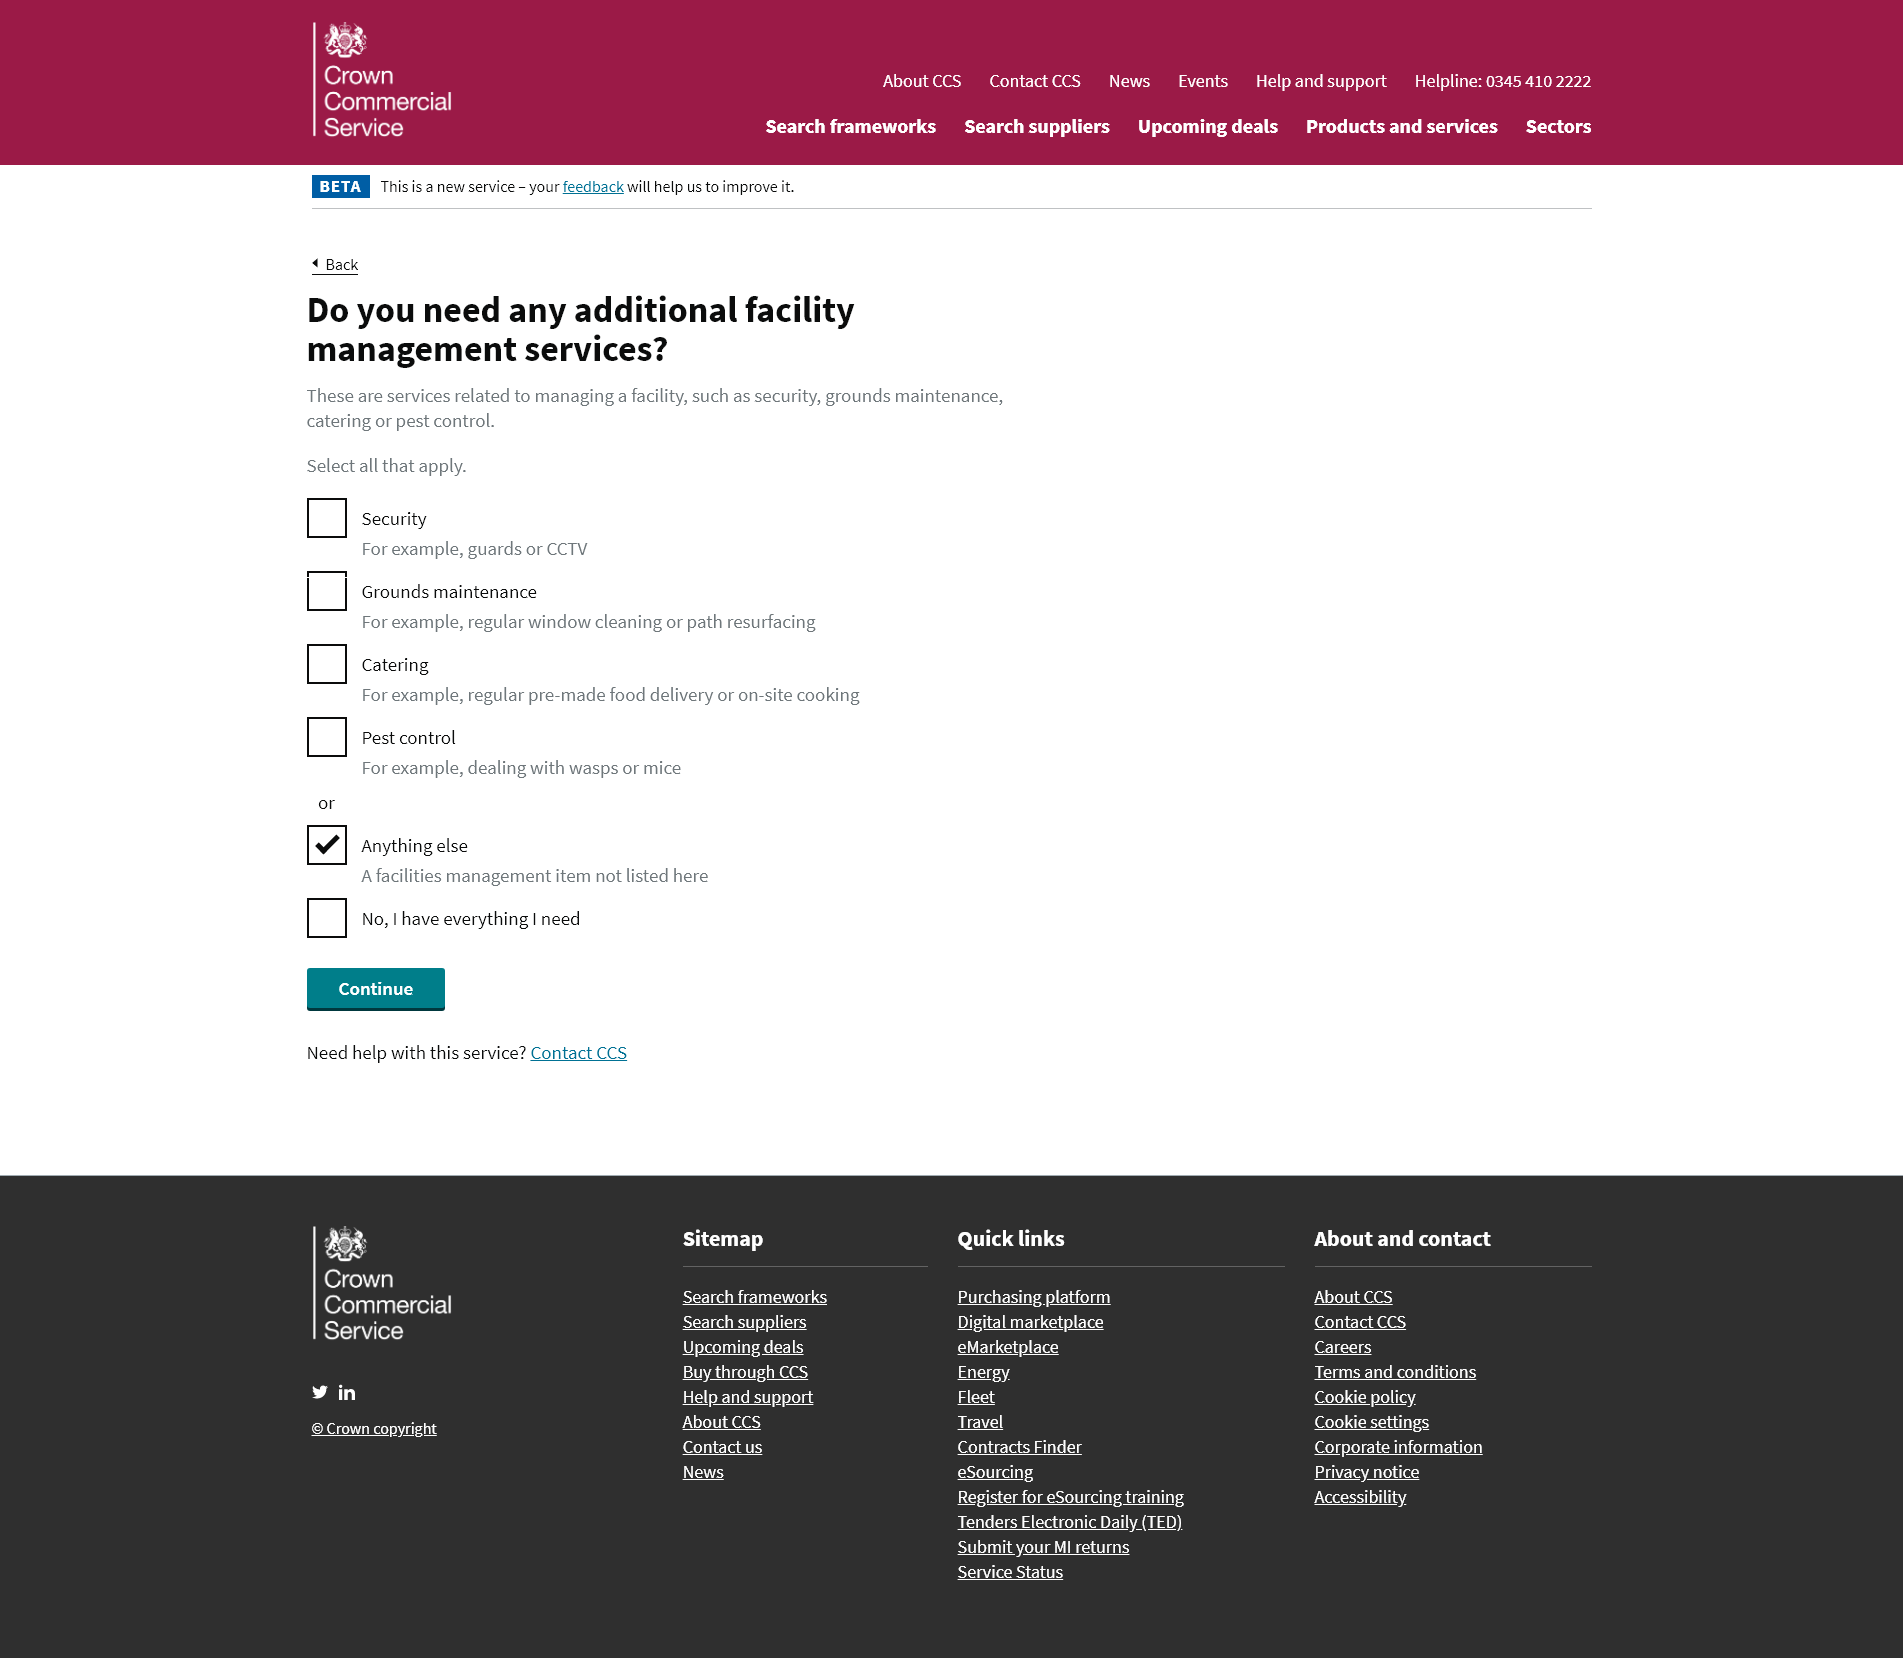 Crown
Commercial
Service
About CCS Contact CCS News Events Help and support Helpline: 0345 410 2222
Search frameworks Search suppliers Upcoming deals Products and services Sectors
BETA This is a new service – your feedback will help us to improve it.
Back
Do you need any additional facility
management services?
These are services related to managing a facility, such as security, grounds maintenance,
catering or pest control.
Select all that apply.
Security
For example, guards or CCTV
Grounds maintenance
For example, regular window cleaning or path resurfacing
Catering
For example, regular pre-made food delivery or on-site cooking
Pest control
For example, dealing with wasps or mice
or
Anything else
A facilities management item not listed here
No, I have everything I need
Continue
Need help with this service? Contact CCS
Crown
Commercial
Service
© Crown copyright
Sitemap
Search frameworks
Search suppliers
Upcoming deals
Buy through CCS
Help and support
About CCS
Contact us
News
Quick links
Purchasing platform
Digital marketplace
eMarketplace
Energy
Fleet
Travel
Contracts Finder
eSourcing
Register for eSourcing training
Tenders Electronic Daily (TED)
Submit your MI returns
Service Status
About and contact
About CCS
Contact CCS
Careers
Terms and conditions
Cookie policy
Cookie settings
Corporate information
Privacy notice
Accessibility